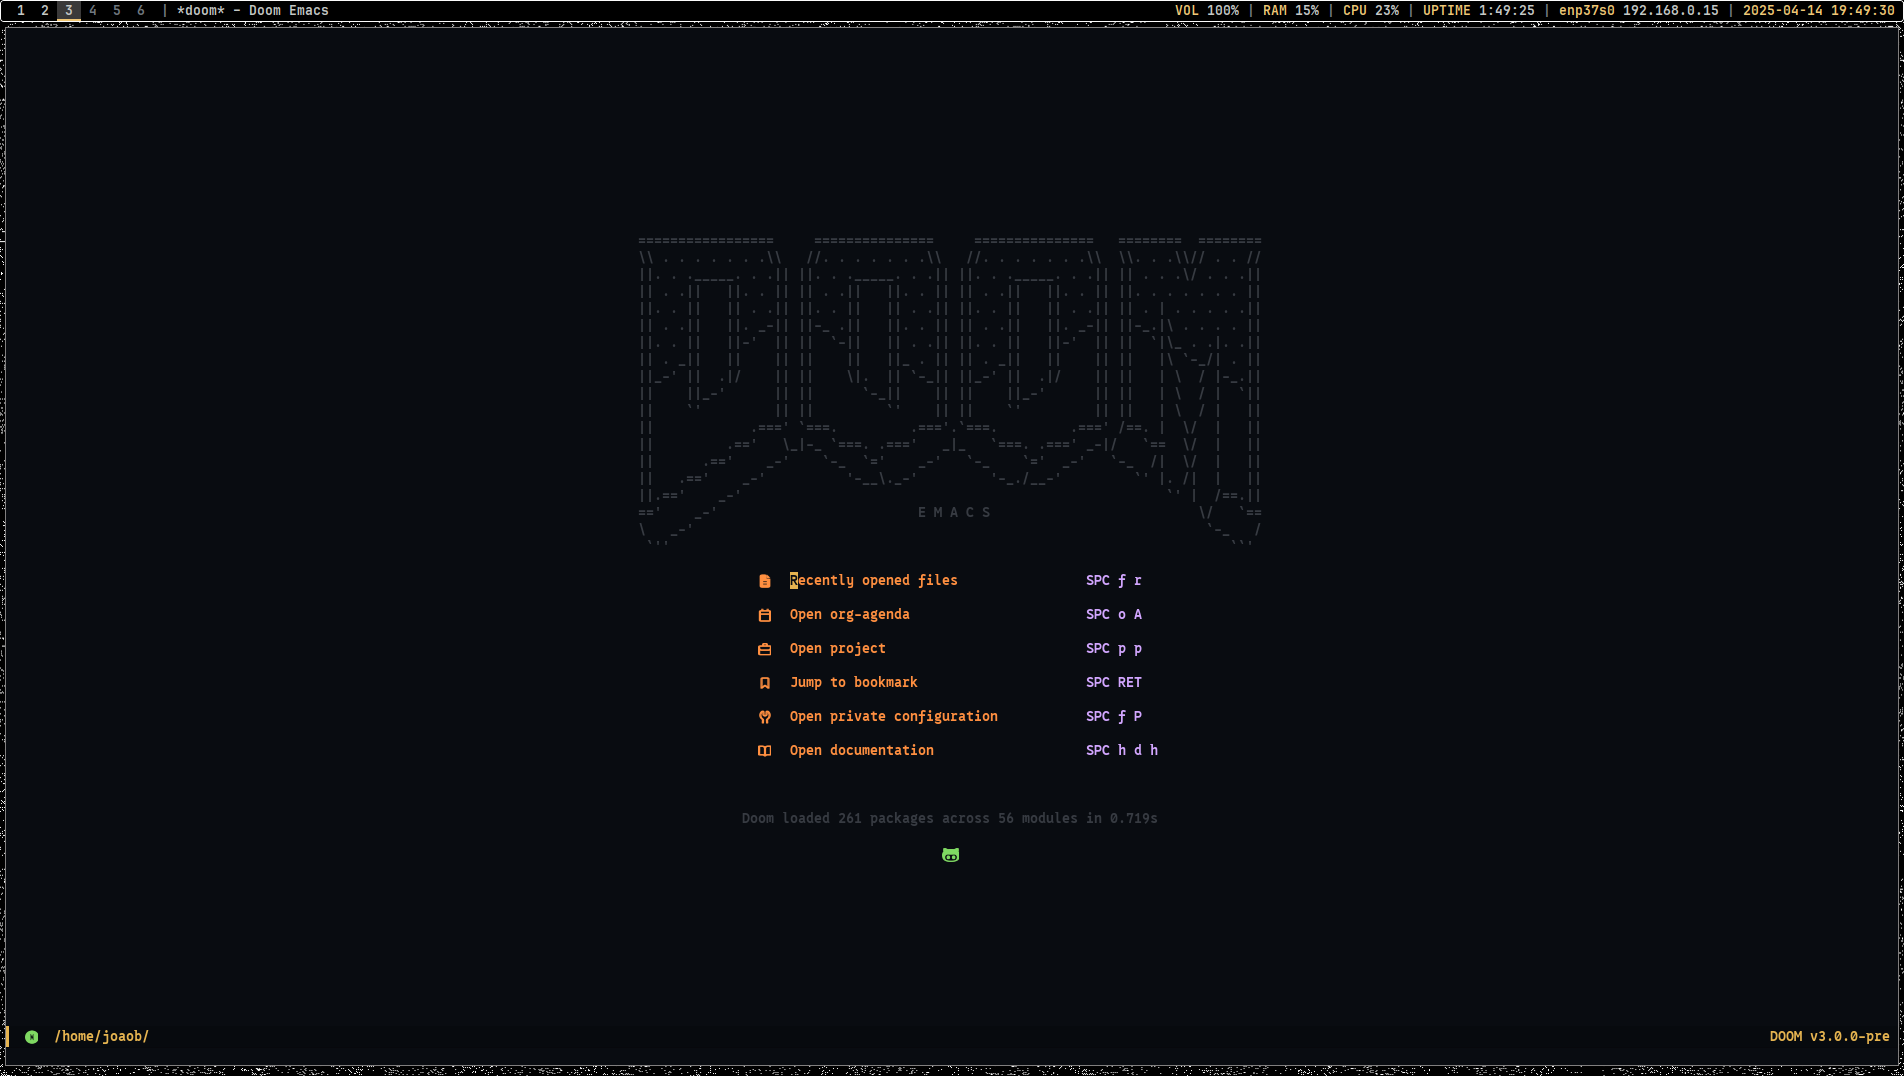 1 2 3 4 5 6 | *doom* - Doom Emacs
VOL 100% | RAM 15% | CPU 23% | UPTIME 1:49:25 | enp37s0 192.168.0.15 | 2025-04-14 19:49:30
E M A C S
Recently opened files SPC f r
Open org-agenda SPC o A
Open project SPC p p
Jump to bookmark SPC RET
Open private configuration SPC f P
Open documentation SPC h d h
Doom loaded 261 packages across 56 modules in 0.719s
/home/joaob/ DOOM v3.0.0-pre